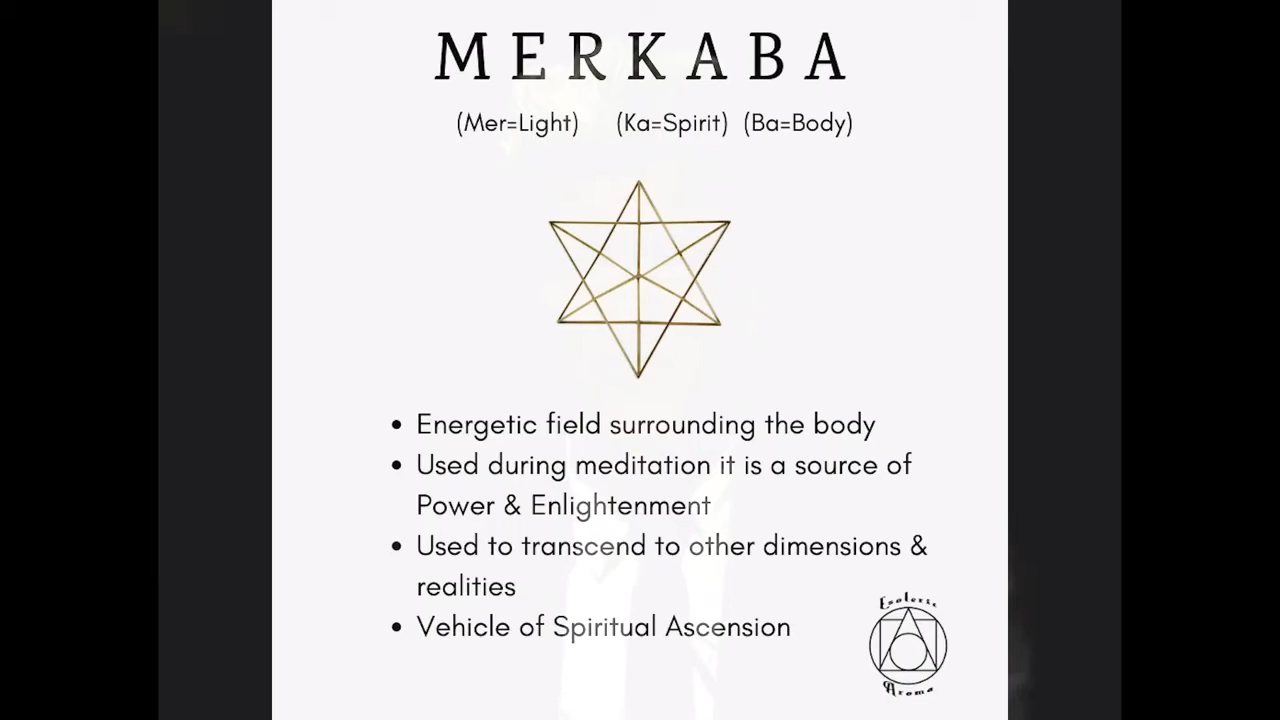 MERKABA
(Mer=Light) (Ka=Spirit) (Ba=Body)
• Energetic field surrounding the body
• Used during meditation it is a source of
Power & Enlightenment
• Used to transcend to other dimensions &
realities
• Vehicle of Spiritual Ascension
Esoteric
Aroma